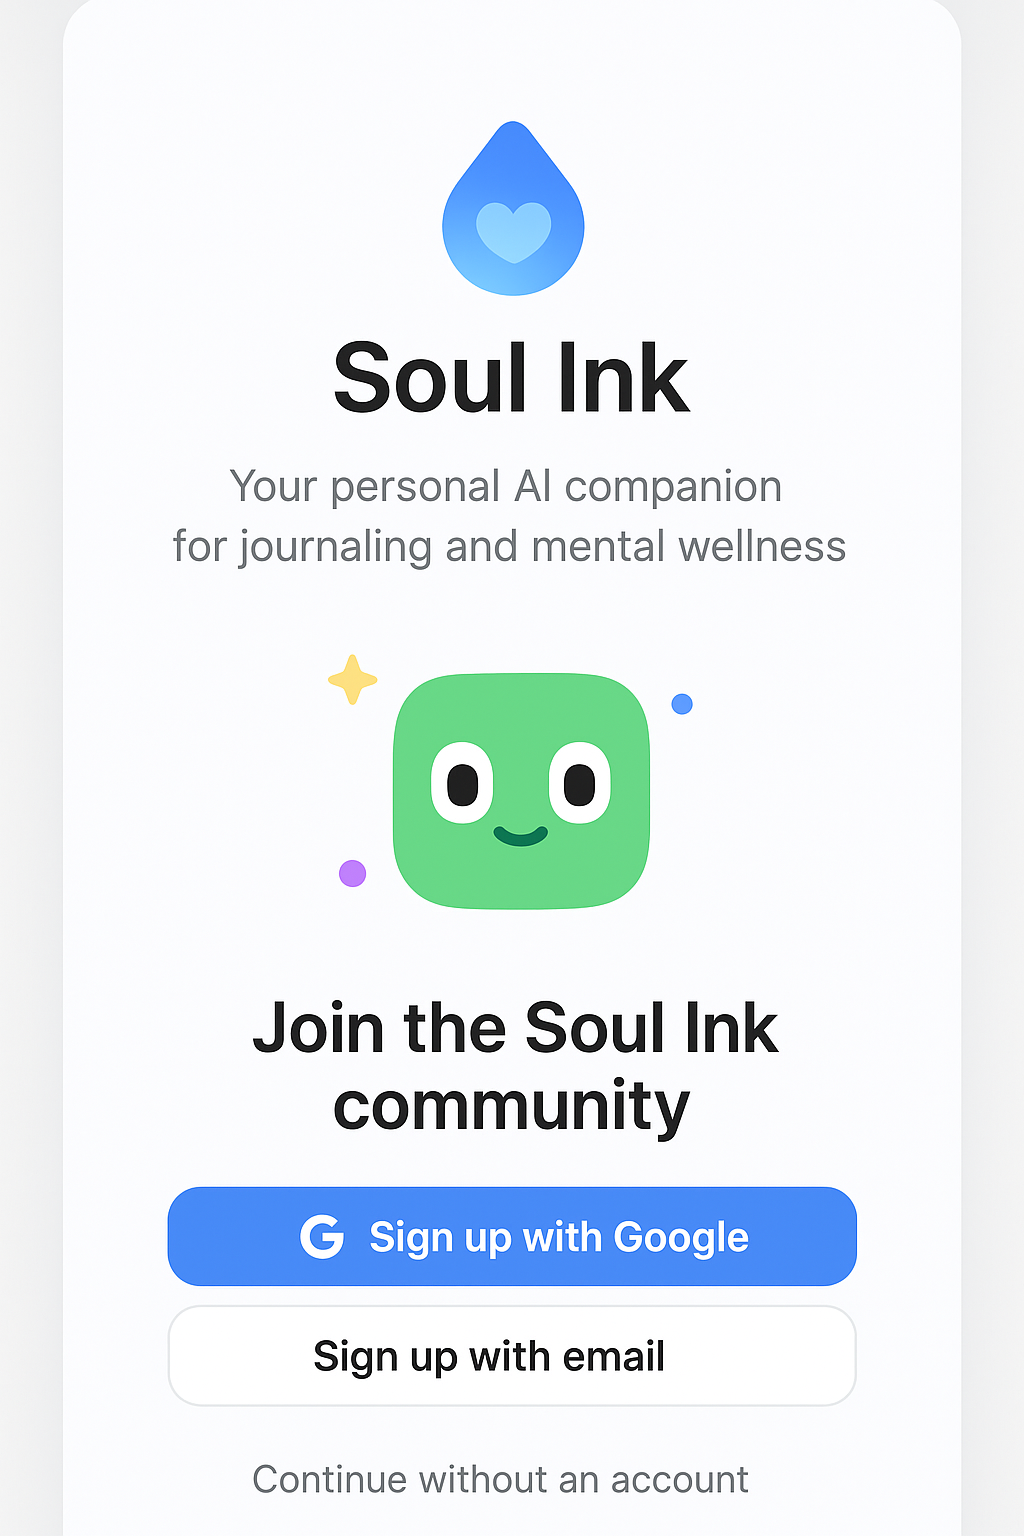 Soul Ink
Your personal AI companion
for journaling and mental wellness
Join the Soul Ink
community
G Sign up with Google
Sign up with email
Continue without an account